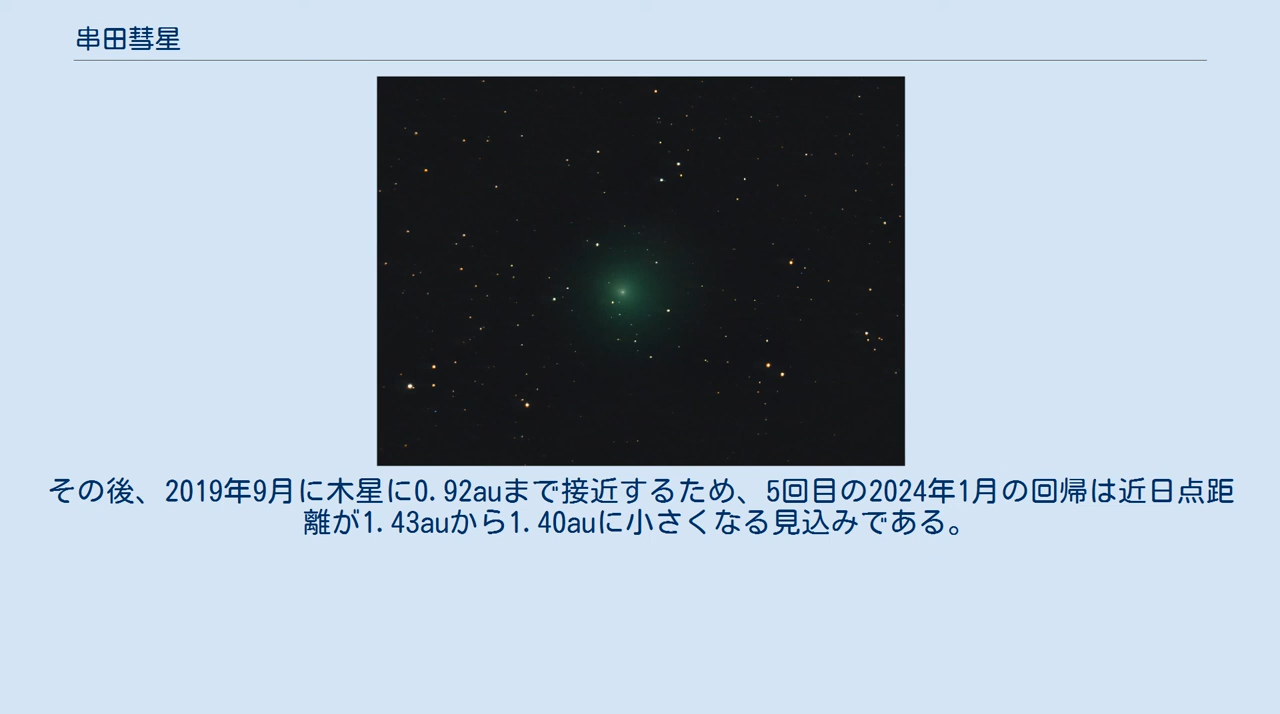 串田彗星
その後、2019年9月に木星に0.92auまで接近するため、5回目の2024年1月の回帰は近日点距
離が1.43auから1.40auに小さくなる見込みである。